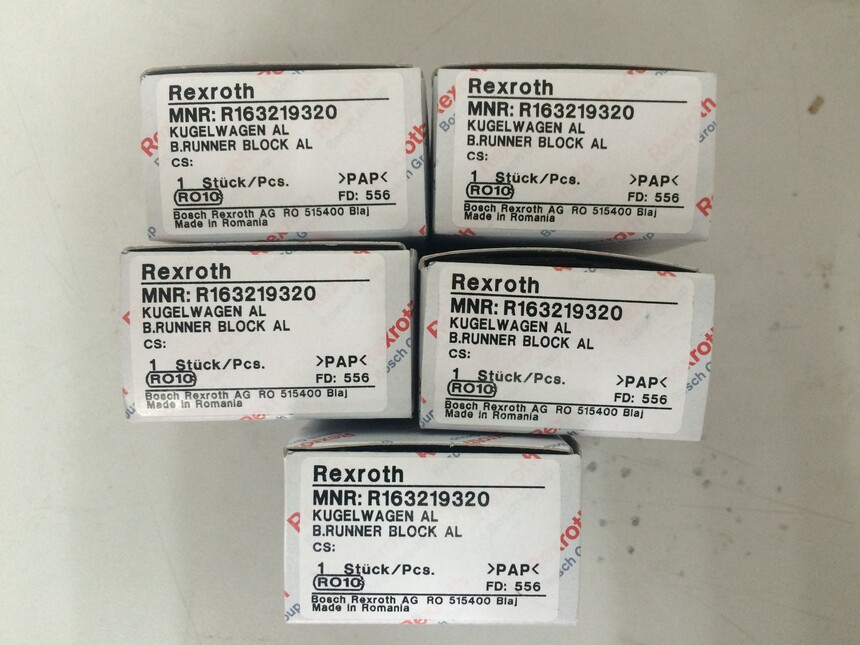 Rexroth
MNR: R163219320
KUGELWAGEN AL
B.RUNNER BLOCK AL
CS:
1 Stück/Pcs. >PAP<
RO10 FD: 556
Bosch Rexroth AG RO 515400 Blaj
Made in Romania
Rexroth
MNR: R163219320
KUGELWAGEN AL
B.RUNNER BLOCK AL
CS:
1 Stück/Pcs. >PAP<
RO10 FD: 556
Bosch Rexroth AG RO 515400 Blaj
Made in Romania
Rexroth
MNR: R163219320
KUGELWAGEN AL
B.RUNNER BLOCK AL
CS:
1 Stück/Pcs. >PAP<
RO10 FD: 556
Bosch Rexroth AG RO 515400 Blaj
Made in Romania
Rexroth
MNR: R163219320
KUGELWAGEN AL
B.RUNNER BLOCK AL
CS:
1 Stück/Pcs. >PAP<
RO10 FD: 556
Bosch Rexroth AG RO 515400 Blaj
Made in Romania
Rexroth
MNR: R163219320
KUGELWAGEN AL
B.RUNNER BLOCK AL
CS:
1 Stück/Pcs. >PAP<
RO10 FD: 556
Bosch Rexroth AG RO 515400 Blaj
Made in Romania